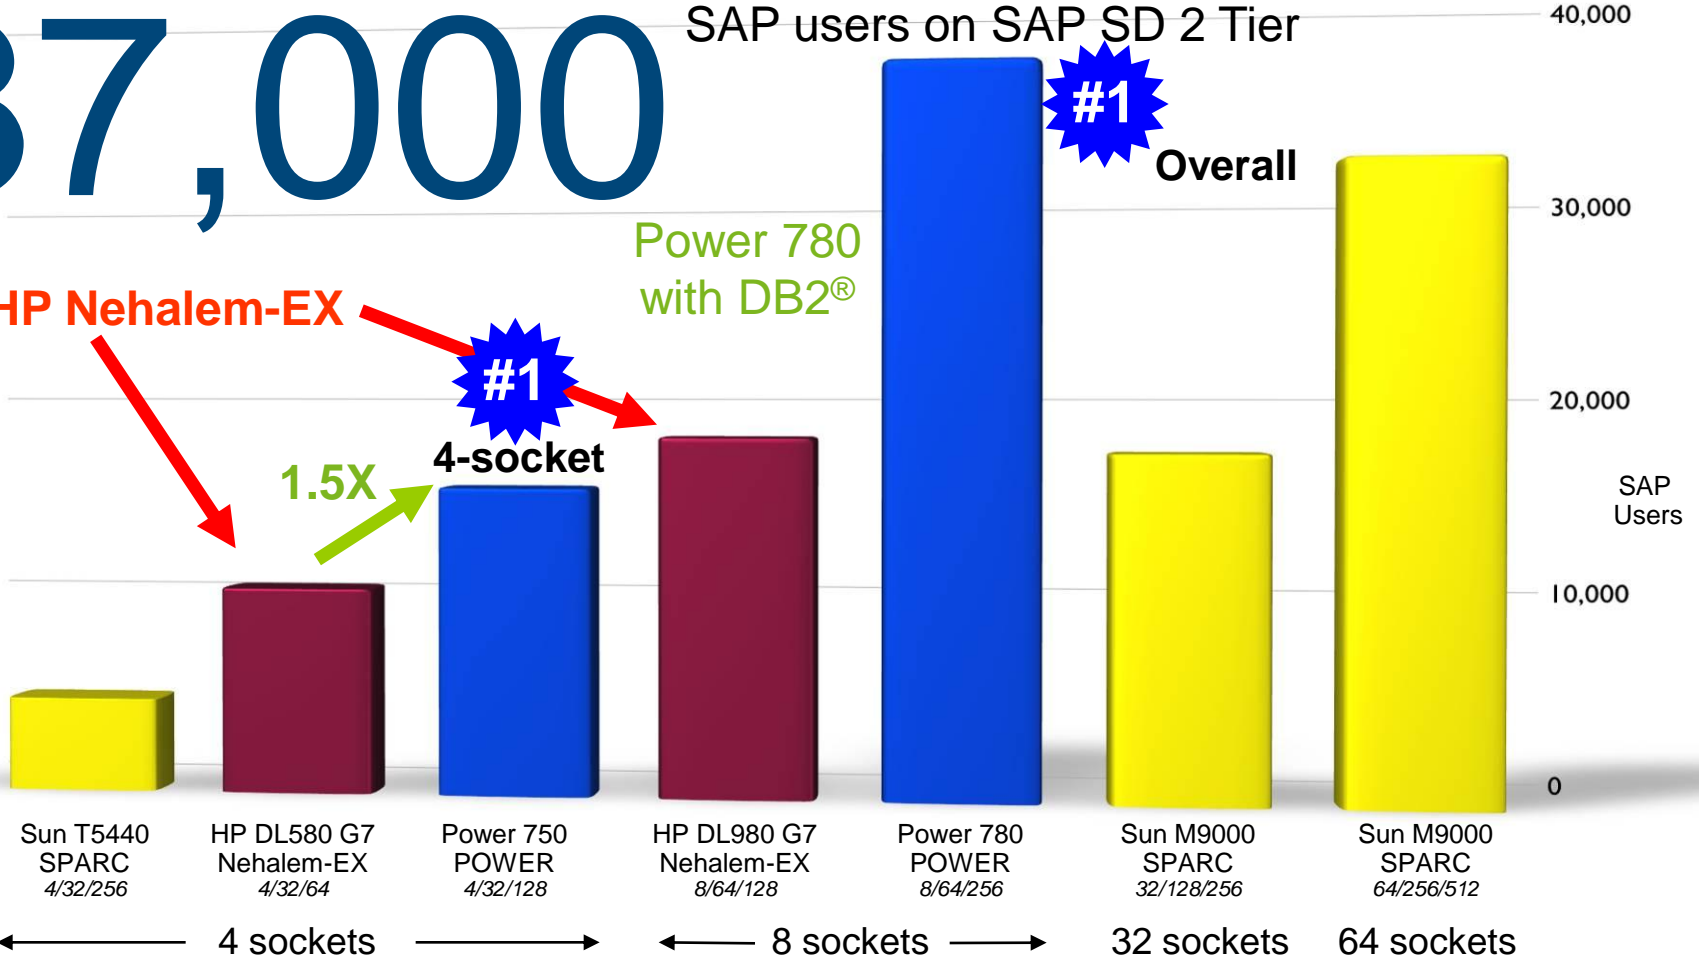 37,000
SAP users on SAP SD 2 Tier
40,000
#1
Overall
30,000
Power 780
with DB2®
HP Nehalem-EX
#1
20,000
4-socket
1.5X
SAP
Users
10,000
0
Sun T5440
SPARC
4/32/256
HP DL580 G7
Nehalem-EX
4/32/64
Power 750
POWER
4/32/128
HP DL980 G7
Nehalem-EX
8/64/128
Power 780
POWER
8/64/256
Sun M9000
SPARC
32/128/256
Sun M9000
SPARC
64/256/512
4 sockets
8 sockets
32 sockets
64 sockets